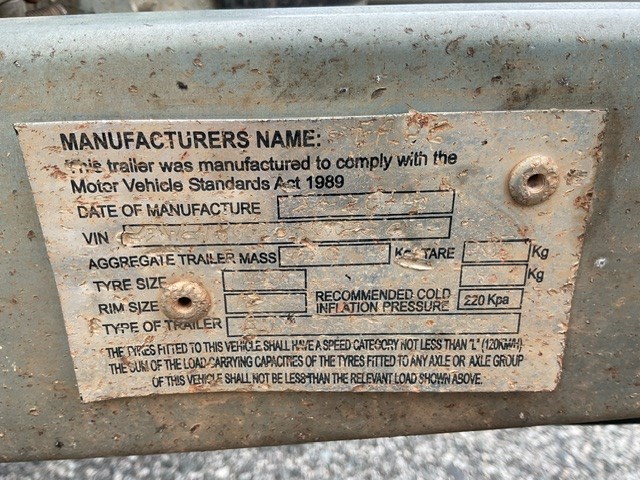 MANUFACTURERS NAME:
This trailer was manufactured to comply with the
Motor Vehicle Standards Act 1989
DATE OF MANUFACTURE
VIN
AGGREGATE TRAILER MASS Kg TARE Kg
TYRE SIZE Kg
RIM SIZE RECOMMENDED COLD INFLATION PRESSURE 220 Kpa
TYPE OF TRAILER
THE TYRES FITTED TO THIS VEHICLE SHALL HAVE A SPEED CATEGORY NOT LESS THAN "L" (120KM/H)
THE SUM OF THE LOAD-CARRYING CAPACITIES OF THE TYRES FITTED TO ANY AXLE OR AXLE GROUP
OF THIS VEHICLE SHALL NOT BE LESS THAN THE RELEVANT LOAD SHOWN ABOVE.